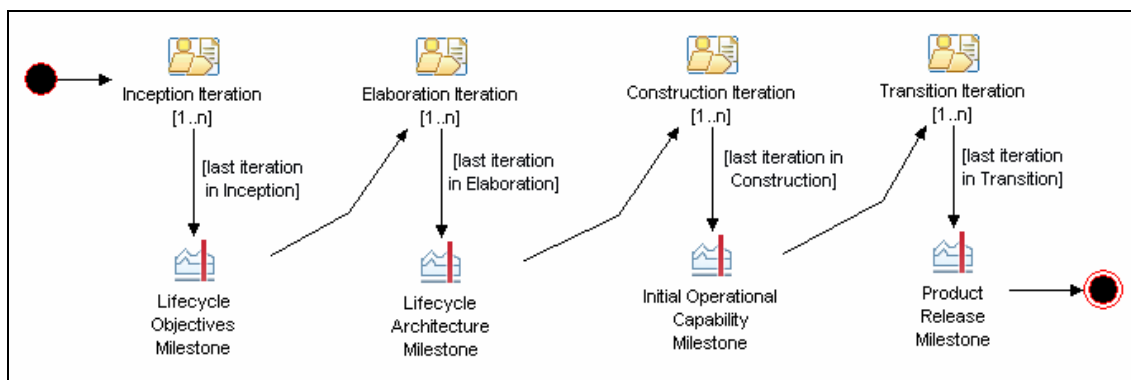 Inception Iteration
[1..n]
Elaboration Iteration
[1..n]
Construction Iteration
[1..n]
Transition Iteration
[1..n]
[last iteration
in Inception]
[last iteration
in Elaboration]
[last iteration in
Construction]
[last iteration
in Transition]
Lifecycle
Objectives
Milestone
Lifecycle
Architecture
Milestone
Initial Operational
Capability
Milestone
Product
Release
Milestone